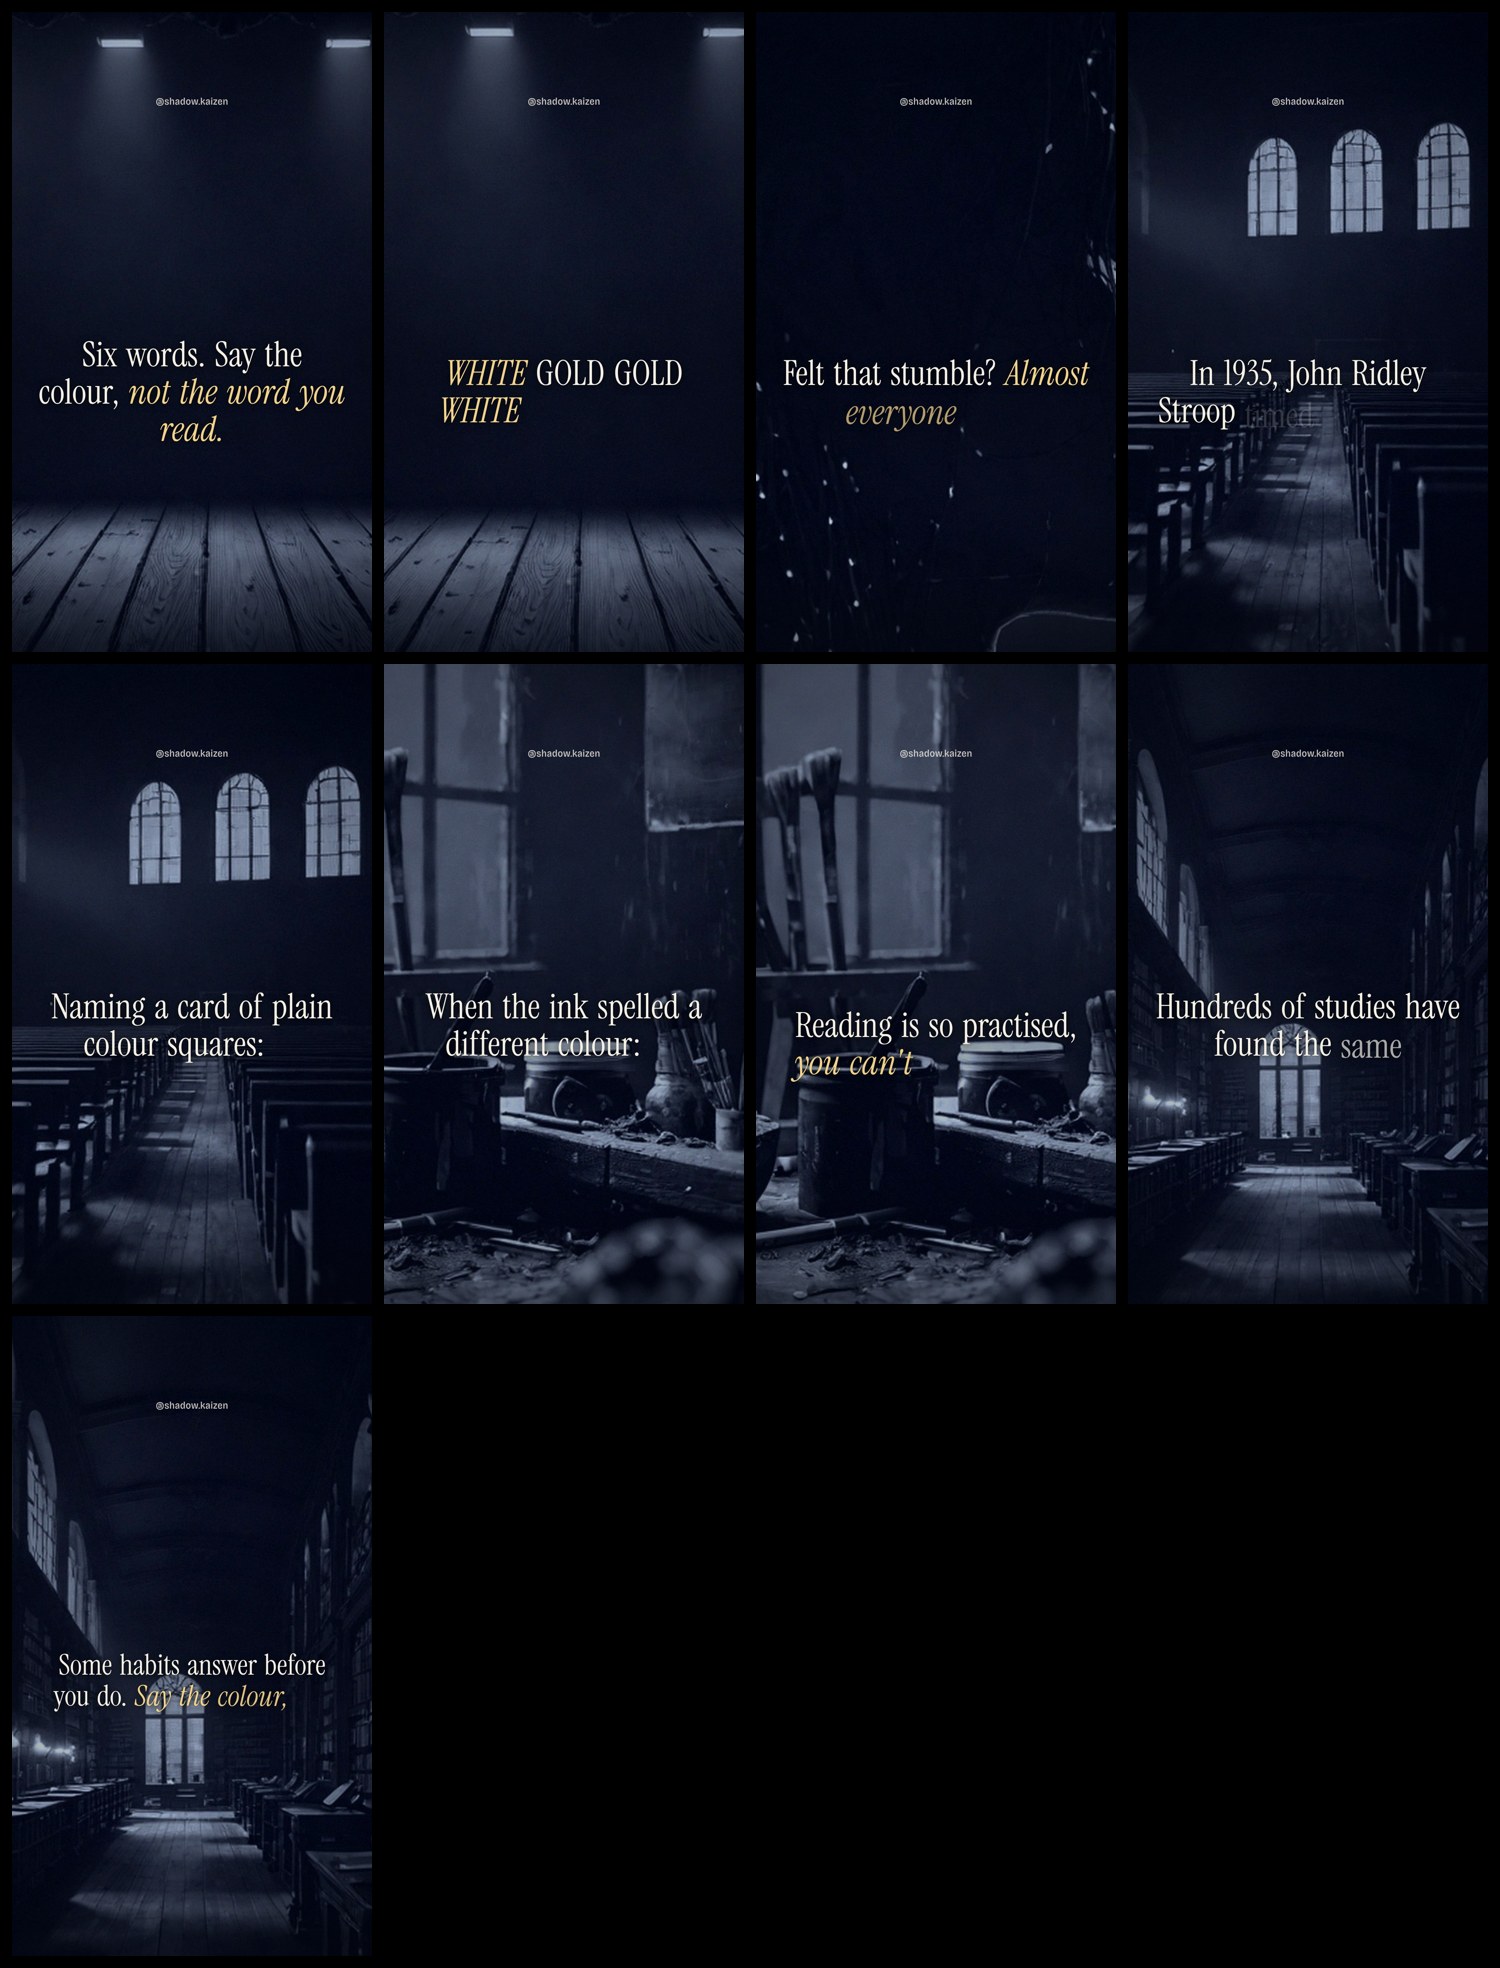 @shadow.kaizen
Six words. Say the
colour, not the word you
read.
@shadow.kaizen
WHITE GOLD GOLD
WHITE
@shadow.kaizen
Felt that stumble? Almost
everyone
@shadow.kaizen
In 1935, John Ridley
Stroop timed
@shadow.kaizen
Naming a card of plain
colour squares:
@shadow.kaizen
When the ink spelled a
different colour:
@shadow.kaizen
Reading is so practised,
you can't
@shadow.kaizen
Hundreds of studies have
found the same
@shadow.kaizen
Some habits answer before
you do. Say the colour,